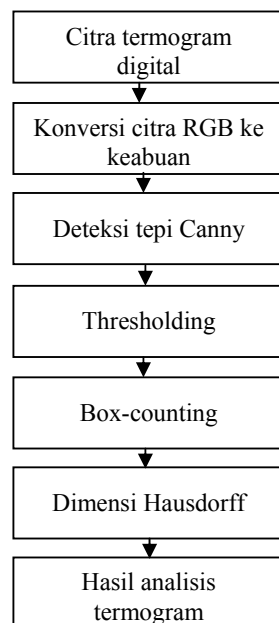 Citra termogram
digital
Konversi citra RGB ke
keabuan
Deteksi tepi Canny
Thresholding
Box-counting
Dimensi Hausdorff
Hasil analisis
termogram